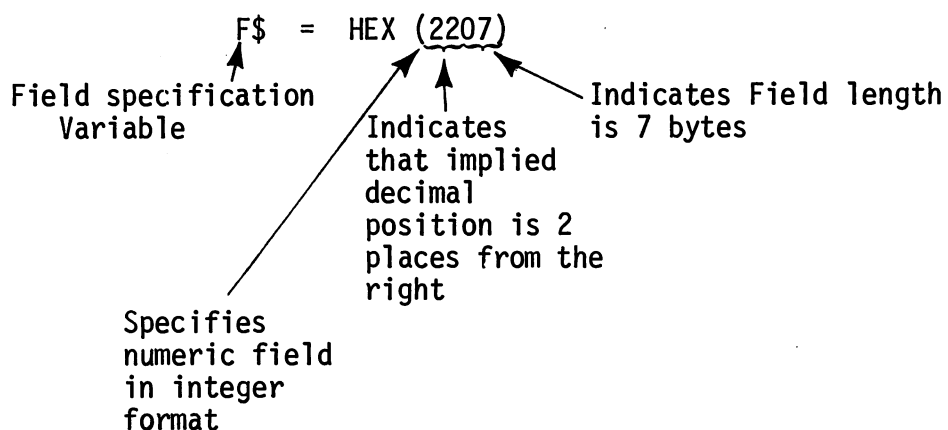 F$ = HEX (2207)
Field specification
Variable
Indicates Field length
is 7 bytes
Indicates
that implied
decimal
position is 2
places from the
right
Specifies
numeric field
in integer
format